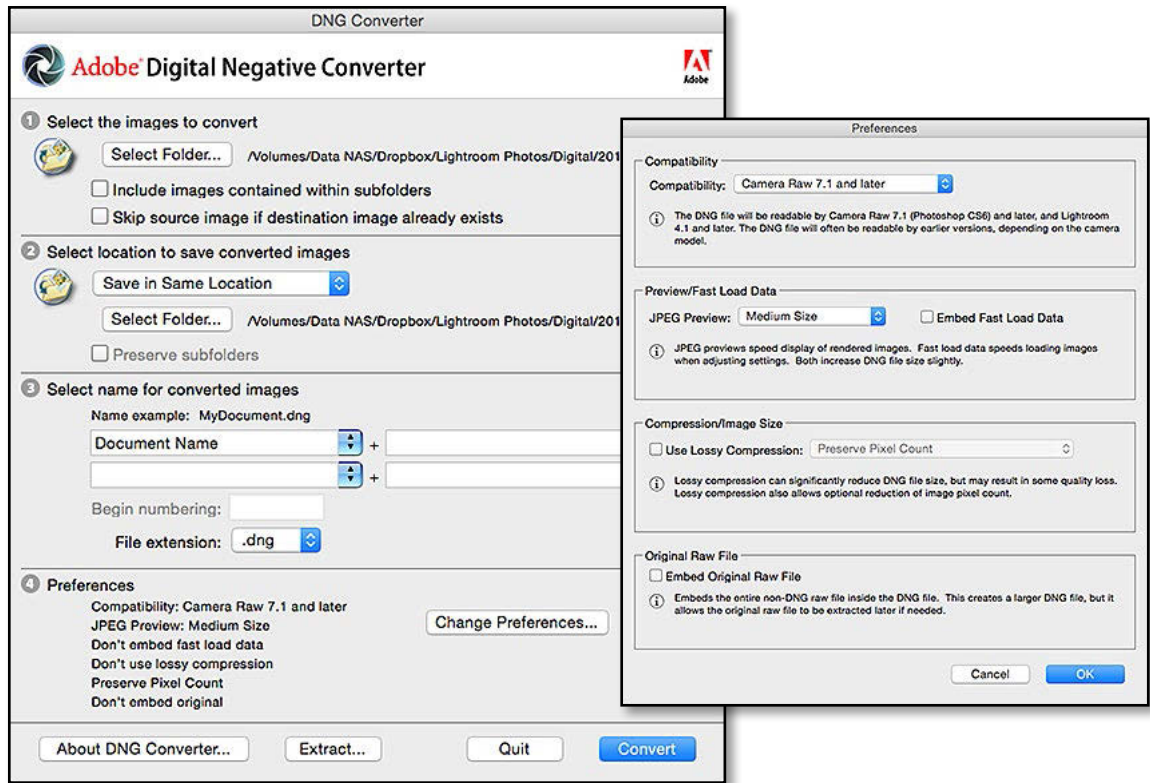 DNG Converter
Adobe® Digital Negative Converter
Adobe
1 Select the images to convert
Select Folder... /Volumes/Data NAS/Dropbox/Lightroom Photos/Digital/201
Include images contained within subfolders
Skip source image if destination image already exists
2 Select location to save converted images
Save in Same Location
Select Folder... /Volumes/Data NAS/Dropbox/Lightroom Photos/Digital/201
Preserve subfolders
3 Select name for converted images
Name example: MyDocument.dng
Document Name +
+
Begin numbering:
File extension: .dng
4 Preferences
Compatibility: Camera Raw 7.1 and later
JPEG Preview: Medium Size
Don't embed fast load data
Don't use lossy compression
Preserve Pixel Count
Don't embed original
Change Preferences...
About DNG Converter... Extract... Quit Convert
Preferences
Compatibility
Compatibility: Camera Raw 7.1 and later
The DNG file will be readable by Camera Raw 7.1 (Photoshop CS6) and later, and Lightroom
4.1 and later. The DNG file will often be readable by earlier versions, depending on the camera
model.
Preview/Fast Load Data
JPEG Preview: Medium Size Embed Fast Load Data
JPEG previews speed display of rendered images. Fast load data speeds loading images
when adjusting settings. Both increase DNG file size slightly.
Compression/Image Size
Use Lossy Compression: Preserve Pixel Count
Lossy compression can significantly reduce DNG file size, but may result in some quality loss.
Lossy compression also allows optional reduction of image pixel count.
Original Raw File
Embed Original Raw File
Embeds the entire non-DNG raw file inside the DNG file. This creates a larger DNG file, but it
allows the original raw file to be extracted later if needed.
Cancel OK